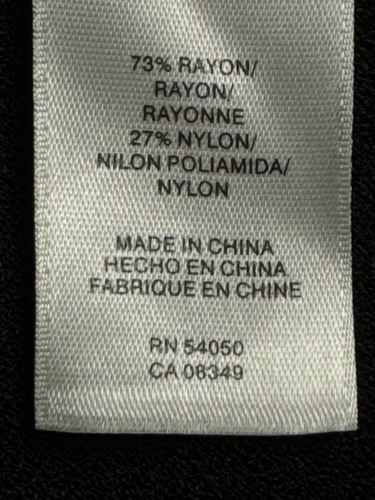 73% RAYON/
RAYON/
RAYONNE
27% NYLON/
NILON POLIAMIDA/
NYLON
MADE IN CHINA
HECHO EN CHINA
FABRIQUE EN CHINE
RN 54050
CA 08349